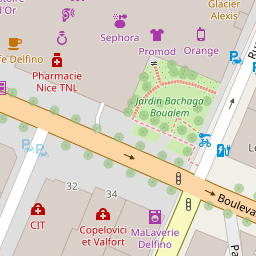 d'Or
Glacier
Alexis
Sephora
Promod
Orange
Delfino
Pharmacie
Nice TNL
Jardin Bachaga
Boualem
32
34
CIT
Copelovici
et Valfort
MaLaverie
Delfino